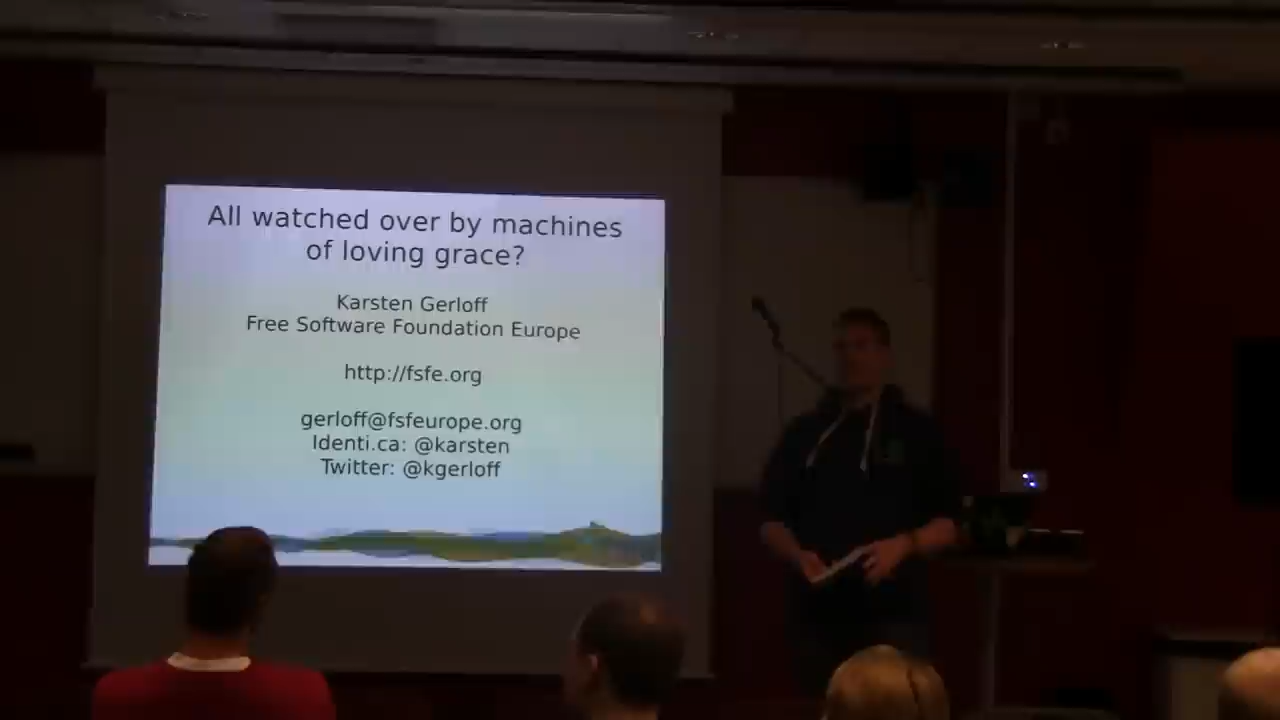 All watched over by machines
of loving grace?
Karsten Gerloff
Free Software Foundation Europe
http://fsfe.org
gerloff@fsfeurope.org
Identi.ca: @karsten
Twitter: @kgerloff